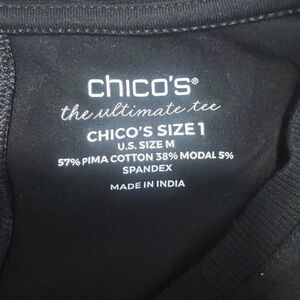 chico's®
the ultimate tee
CHICO'S SIZE 1
U.S. SIZE M
57% PIMA COTTON 38% MODAL 5%
SPANDEX
MADE IN INDIA